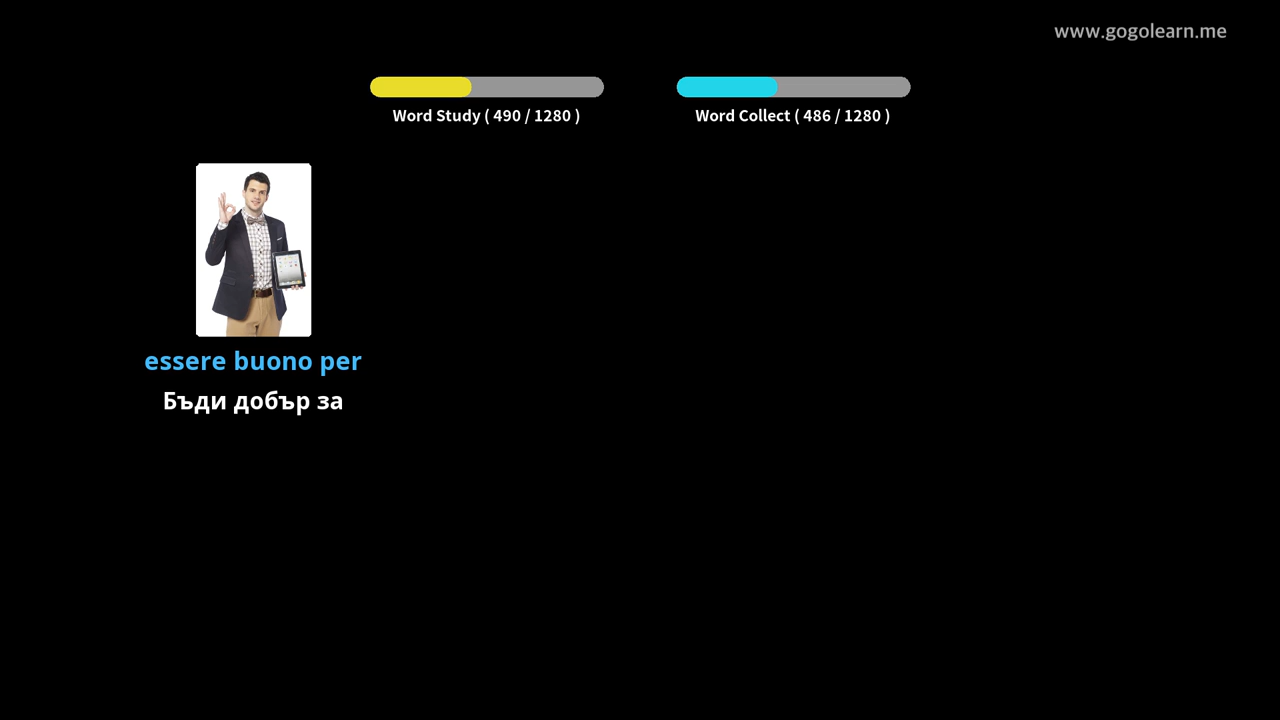 www.gogolearn.me
Word Study ( 490 / 1280 )
Word Collect ( 486 / 1280 )
essere buono per
Бъди добър за